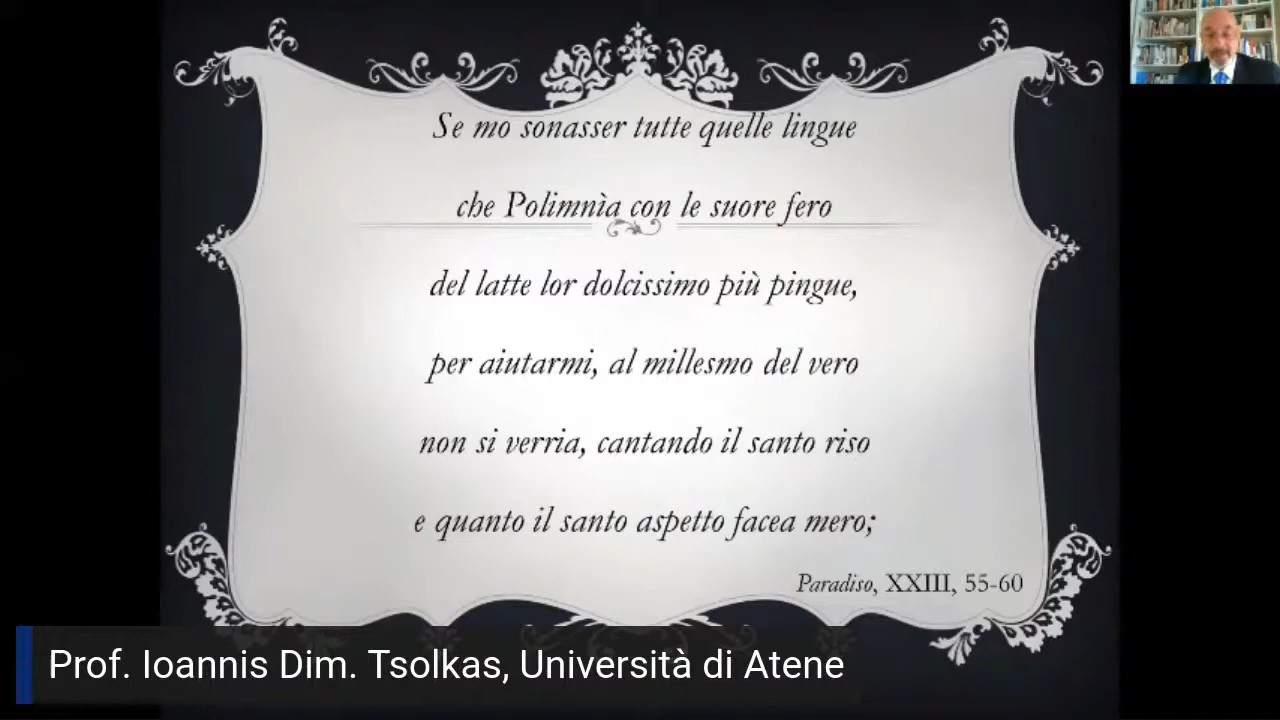 Se mo sonasser tutte quelle lingue
che Polimnìa con le suore fero
del latte lor dolcissimo più pingue,
per aiutarmi, al millesmo del vero
non si verria, cantando il santo riso
e quanto il santo aspetto facea mero;
Paradiso, XXIII, 55-60
Prof. Ioannis Dim. Tsolkas, Università di Atene